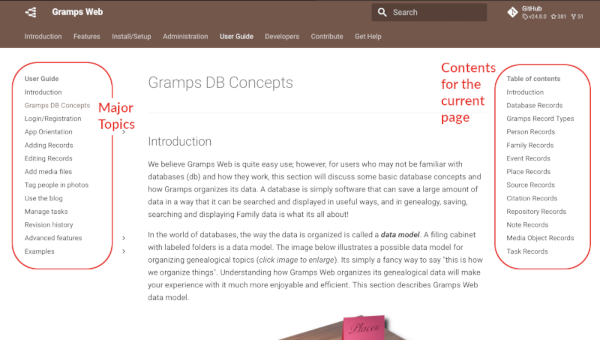 Gramps Web
Search
GitHub
v24.8.0 381 51
Introduction Features Install/Setup Administration User Guide Developers Contribute Get Help
User Guide
Introduction
Gramps DB Concepts
Login/Registration
App Orientation
Adding Records
Editing Records
Add media files
Tag people in photos
Use the blog
Manage tasks
Revision history
Advanced features
Examples
Major
Topics
Gramps DB Concepts
Introduction
We believe Gramps Web is quite easy use; however, for users who may not be familiar with
databases (db) and how they work, this section will discuss some basic database concepts and
how Gramps organizes its data. A database is simply software that can save a large amount of
data in a way that it can be searched and displayed in useful ways, and in genealogy, saving,
searching and displaying Family data is what its all about!
In the world of databases, the way the data is organized is called a data model. A filing cabinet
with labeled folders is a data model. The image below illustrates a possible data model for
organizing genealogical topics (click image to enlarge). Its simply a fancy way to say "this is how
we organize things". Understanding how Gramps Web organizes its genealogical data will make
your experience with it much more enjoyable and efficient. This section describes Gramps Web
data model.
Places
Contents
for the
current
page
Table of contents
Introduction
Database Records
Gramps Record Types
Person Records
Family Records
Event Records
Place Records
Source Records
Citation Records
Repository Records
Note Records
Media Object Records
Task Records